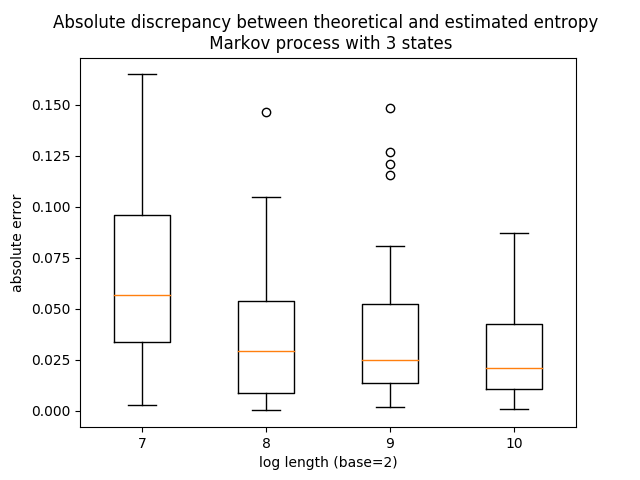 Absolute discrepancy between theoretical and estimated entropy
Markov process with 3 states
absolute error
0.150
0.125
0.100
0.075
0.050
0.025
0.000
7 8 9 10
log length (base=2)